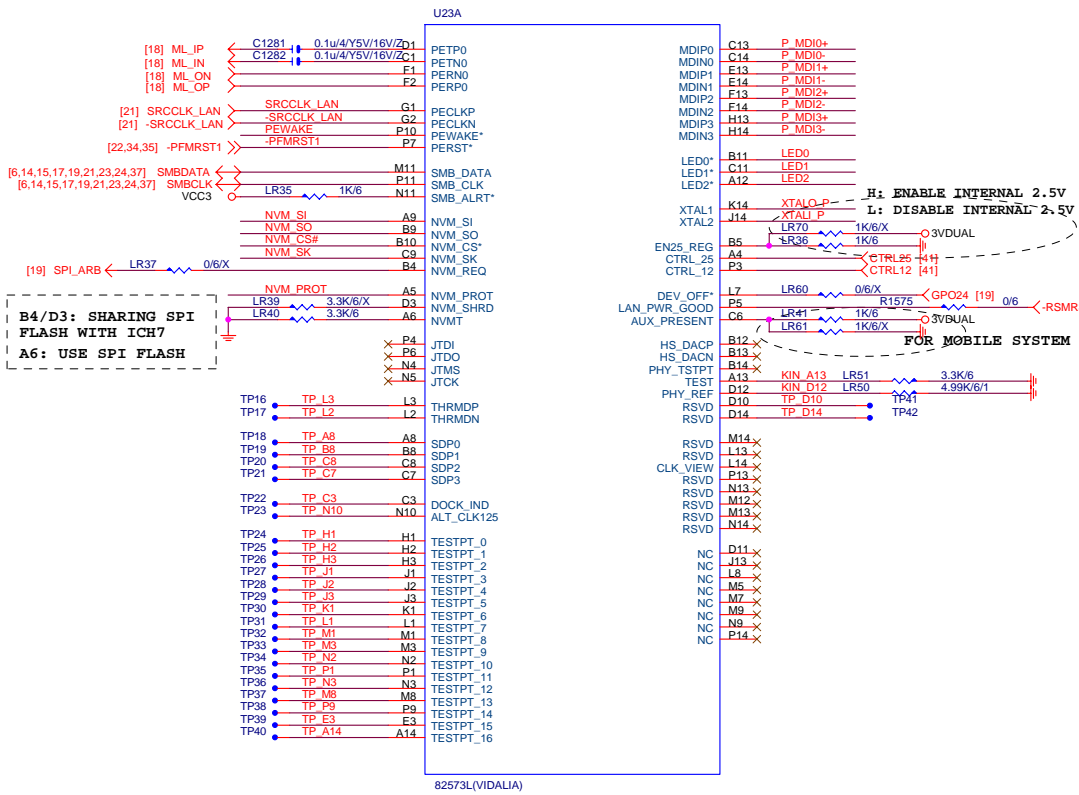 U23A
[18] ML_IP C1281 0.1u/4/Y5V/16V/Z D1 PETP0
[18] ML_IN C1282 0.1u/4/Y5V/16V/Z C1 PETN0
[18] ML_ON E1 PERN0
[18] ML_OP F2 PERP0
[21] SRCCLK_LAN SRCCLK_LAN G1 PECLKP
[21] -SRCCLK_LAN -SRCCLK_LAN G2 PECLKN
PEWAKE P10 PEWAKE*
[22,34,35] -PFMRST1 -PFMRST1 P7 PERST*
[6,14,15,17,19,21,23,24,37] SMBDATA M11 SMB_DATA
[6,14,15,17,19,21,23,24,37] SMBCLK P11 SMB_CLK
VCC3 LR35 1K/6 N11 SMB_ALRT*
NVM_SI A9 NVM_SI
NVM_SO B9 NVM_SO
NVM_CS# B10 NVM_CS*
NVM_SK C9 NVM_SK
[19] SPI_ARB LR37 0/6/X B4 NVM_REQ
NVM_PROT A5 NVM_PROT
LR39 3.3K/6/X D3 NVM_SHRD
LR40 3.3K/6 A6 NVMT
B4/D3: SHARING SPI
FLASH WITH ICH7
A6: USE SPI FLASH
P4 JTDI
P6 JTDO
N4 JTMS
N5 JTCK
TP16 TP_L3 L3 THRMDP
TP17 TP_L2 L2 THRMDN
TP18 TP_A8 A8 SDP0
TP19 TP_B8 B8 SDP1
TP20 TP_C8 C8 SDP2
TP21 TP_C7 C7 SDP3
TP22 TP_C3 C3 DOCK_IND
TP23 TP_N10 N10 ALT_CLK125
TP24 TP_H1 H1 TESTPT_0
TP25 TP_H2 H2 TESTPT_1
TP26 TP_H3 H3 TESTPT_2
TP27 TP_J1 J1 TESTPT_3
TP28 TP_J2 J2 TESTPT_4
TP29 TP_J3 J3 TESTPT_5
TP30 TP_K1 K1 TESTPT_6
TP31 TP_L1 L1 TESTPT_7
TP32 TP_M1 M1 TESTPT_8
TP33 TP_M3 M3 TESTPT_9
TP34 TP_N2 N2 TESTPT_10
TP35 TP_P1 P1 TESTPT_11
TP36 TP_N3 N3 TESTPT_12
TP37 TP_M8 M8 TESTPT_13
TP38 TP_P9 P9 TESTPT_14
TP39 TP_E3 E3 TESTPT_15
TP40 TP_A14 A14 TESTPT_16
MDIP0 C13 P_MDI0+
MDIN0 C14 P_MDI0-
MDIP1 E13 P_MDI1+
MDIN1 E14 P_MDI1-
MDIP2 F13 P_MDI2+
MDIN2 F14 P_MDI2-
MDIP3 H13 P_MDI3+
MDIN3 H14 P_MDI3-
LED0* B11 LED0
LED1* C11 LED1
LED2* A12 LED2
H: ENABLE INTERNAL 2.5V
L: DISABLE INTERNAL 2.5V
XTAL1 K14 XTALO_P
XTAL2 J14 XTALI_P
LR70 1K/6/X 3VDUAL
EN25_REG B5 LR36 1K/6
CTRL_25 A4 CTRL25 [41]
CTRL_12 P3 CTRL12 [41]
DEV_OFF* L7 LR60 0/6/X GPO24 [19]
LAN_PWR_GOOD P5 R1575 0/6 -RSMR
AUX_PRESENT C6 LR41 1K/6 3VDUAL
LR61 1K/6/X
FOR MOBILE SYSTEM
HS_DACP B12
HS_DACN B13
PHY_TSTPT B14
TEST A13 KIN_A13 LR51 3.3K/6
PHY_REF D12 KIN_D12 LR50 4.99K/6/1
RSVD D10 TP_D10 TP41
RSVD D14 TP_D14 TP42
RSVD M14
RSVD L13
CLK_VIEW L14
RSVD P13
RSVD N13
RSVD M12
RSVD M13
RSVD N14
NC D11
NC J13
NC L8
NC M5
NC M7
NC M9
NC N9
NC P14
82573L(VIDALIA)